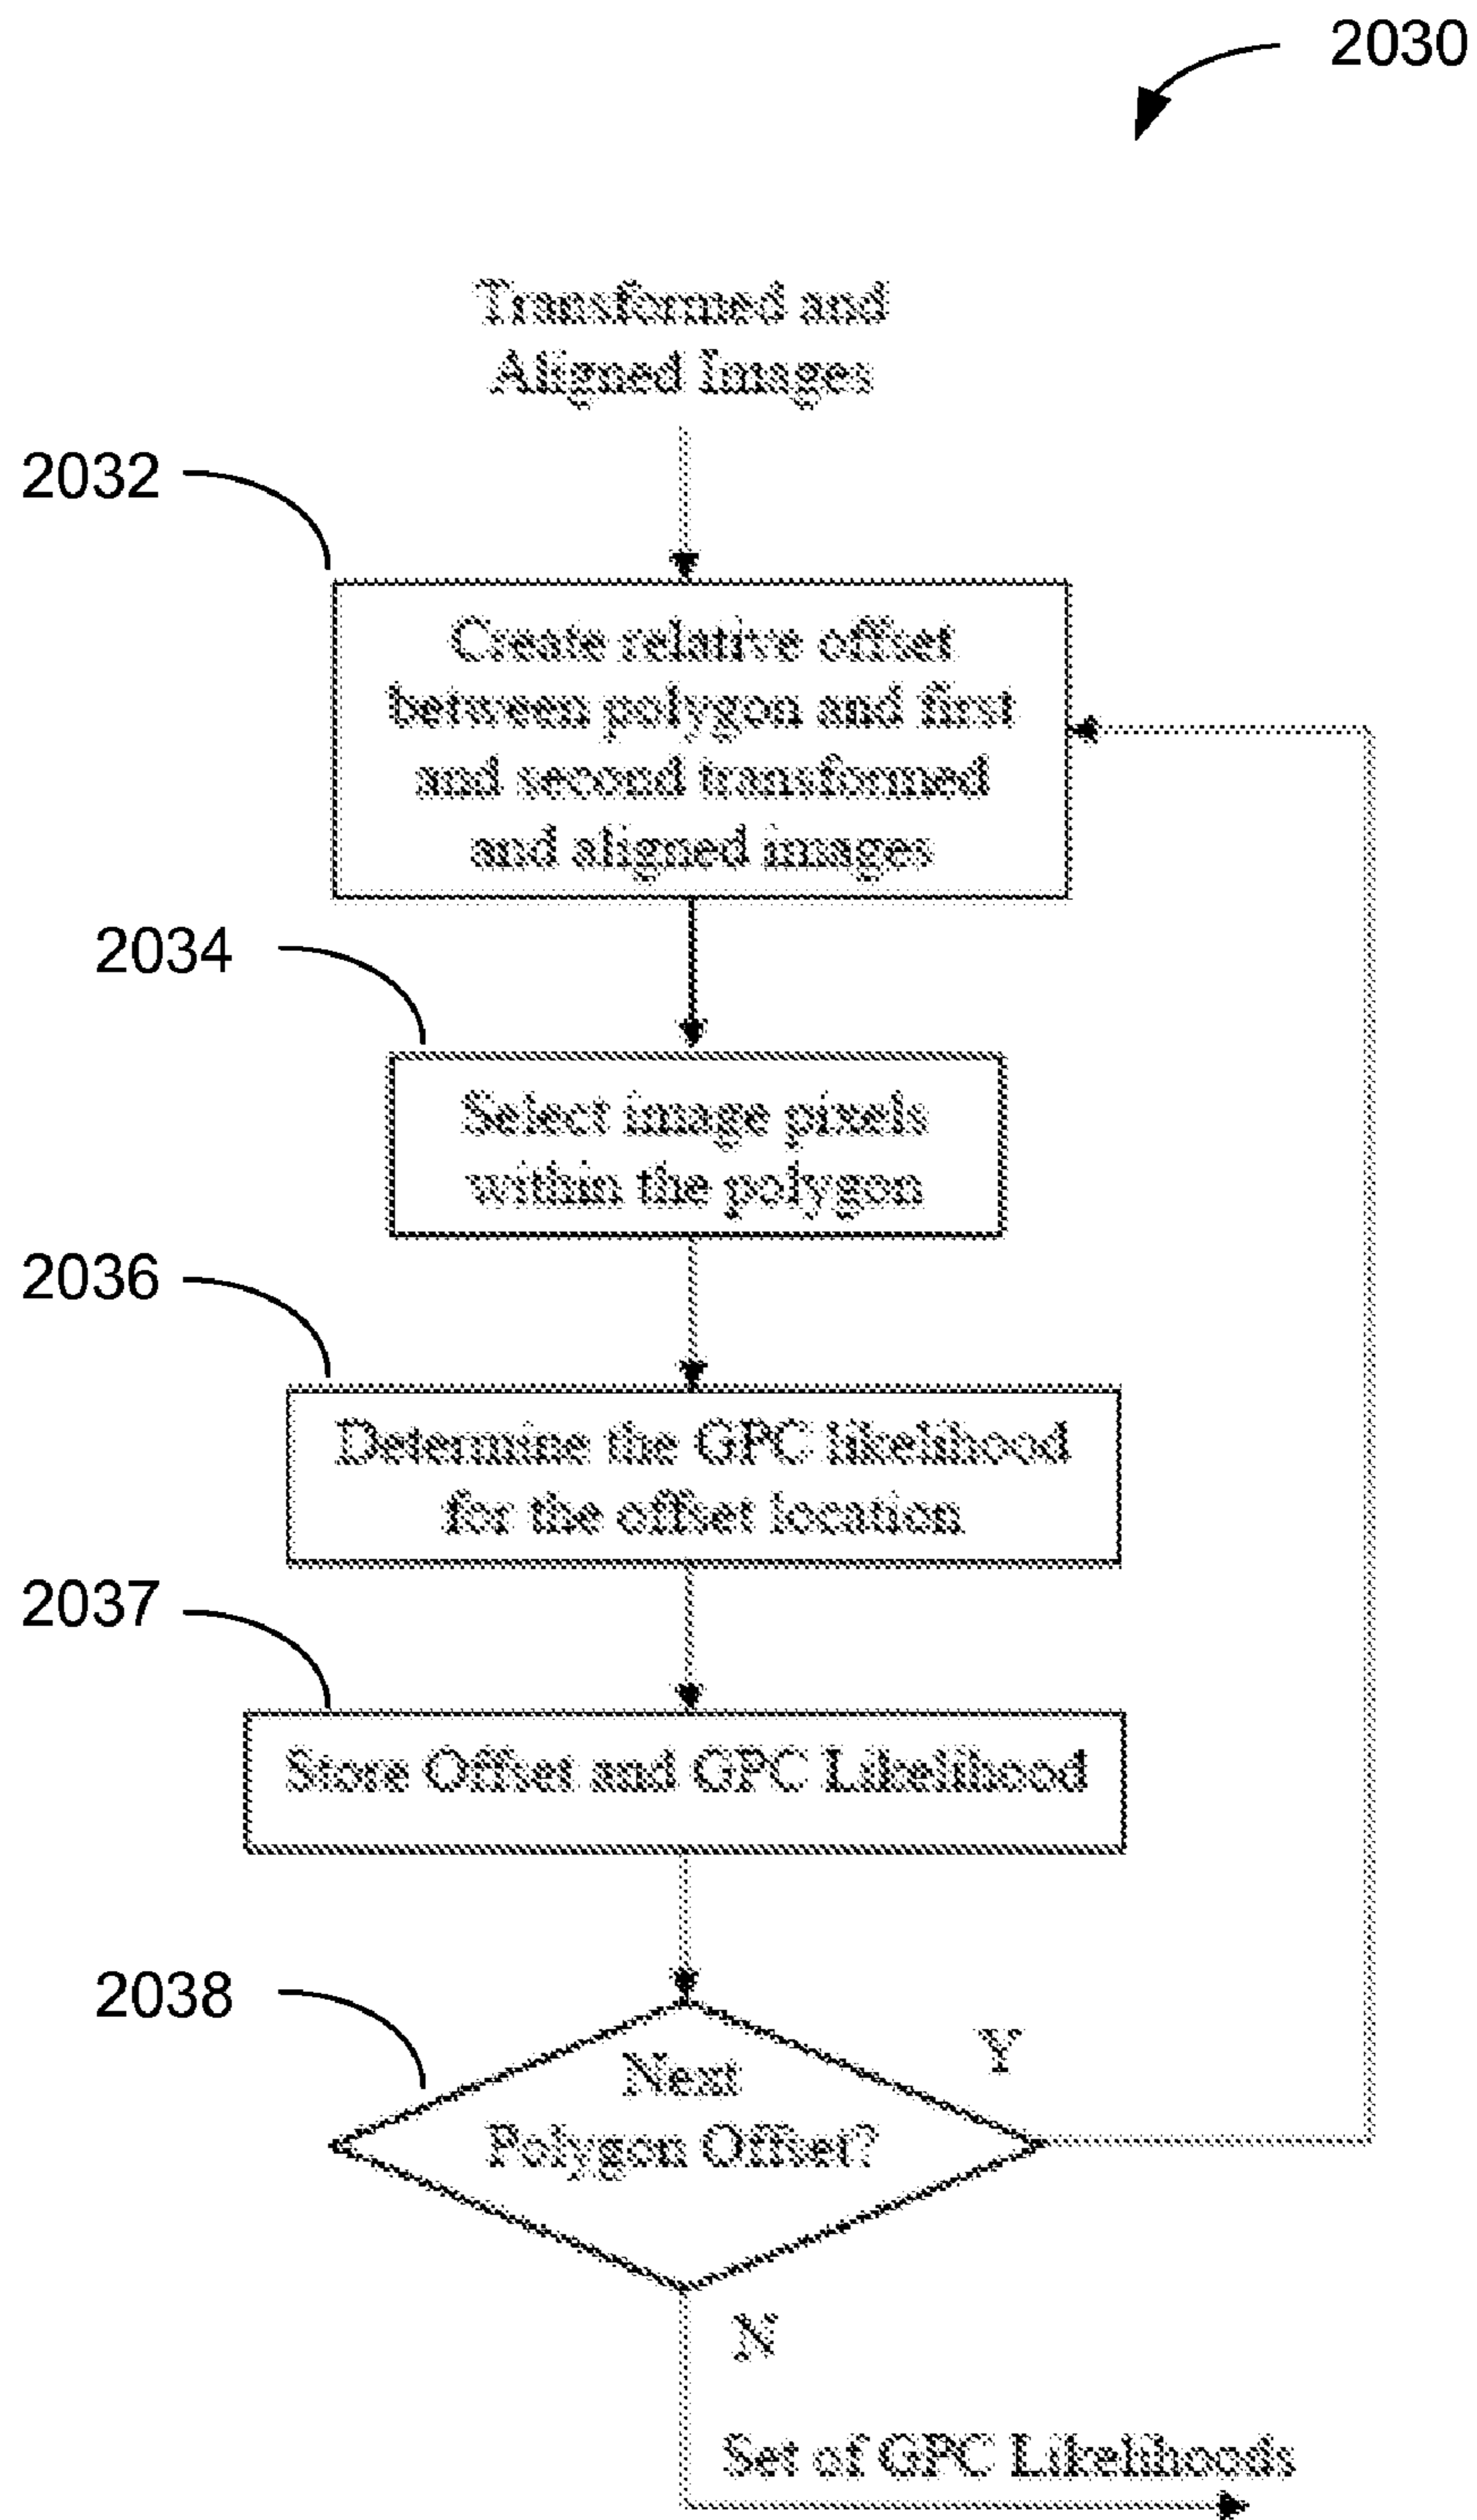 2030
Transformed and
Aligned Images
2032
Create relative offset
between polygon and first
and second transformed
and aligned images
2034
Select image pixels
within the polygon
2036
Determine the GPC likelihood
for the offset location
2037
Store Offset and GPC Likelihood
2038
Next
Polygon Offset?
Y
N
Set of GPC Likelihoods